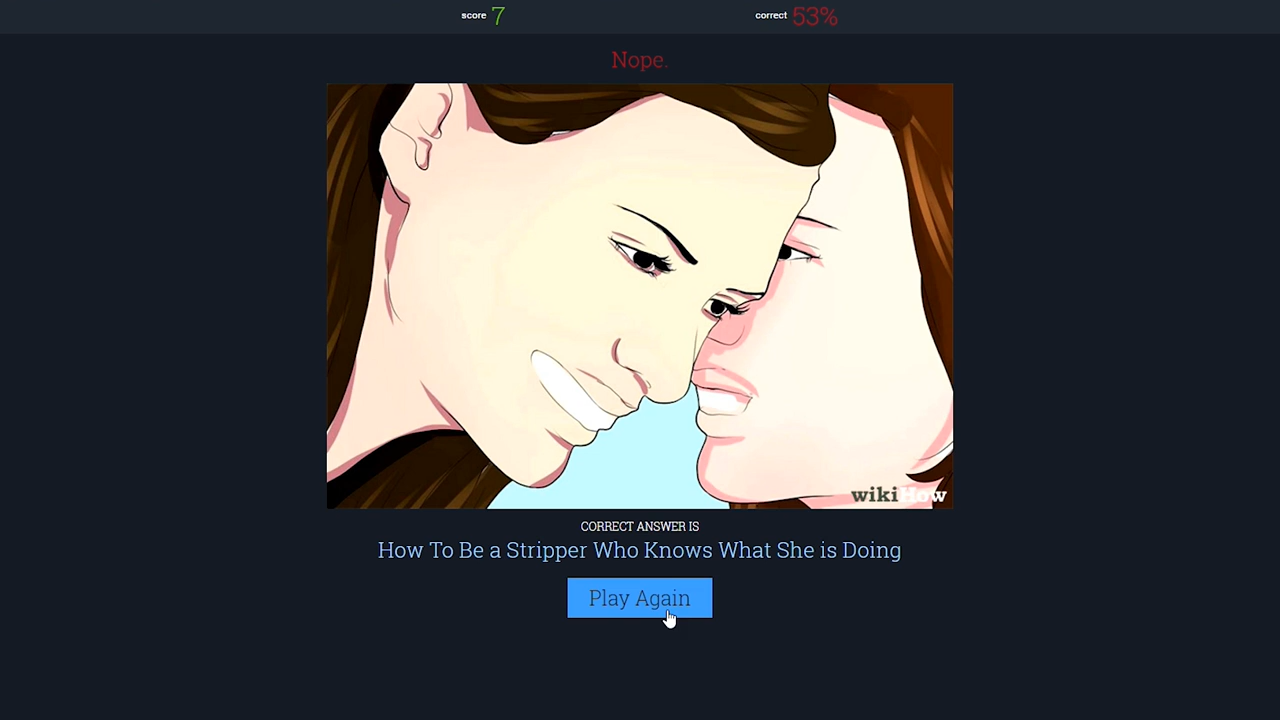 score 7
correct 53%
Nope.
wikiHow
CORRECT ANSWER IS
How To Be a Stripper Who Knows What She is Doing
Play Again